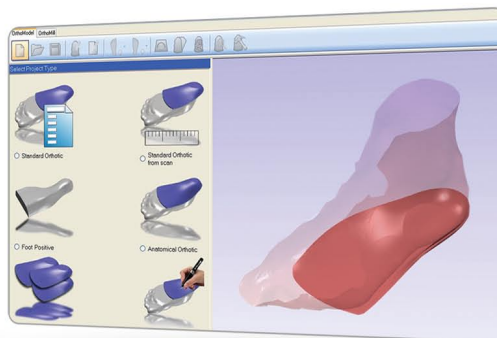 OrthoModel OrthoMill
Select Project Type
Standard Orthotic
Standard Orthotic
from scan
Foot Positive
Anatomical Orthotic